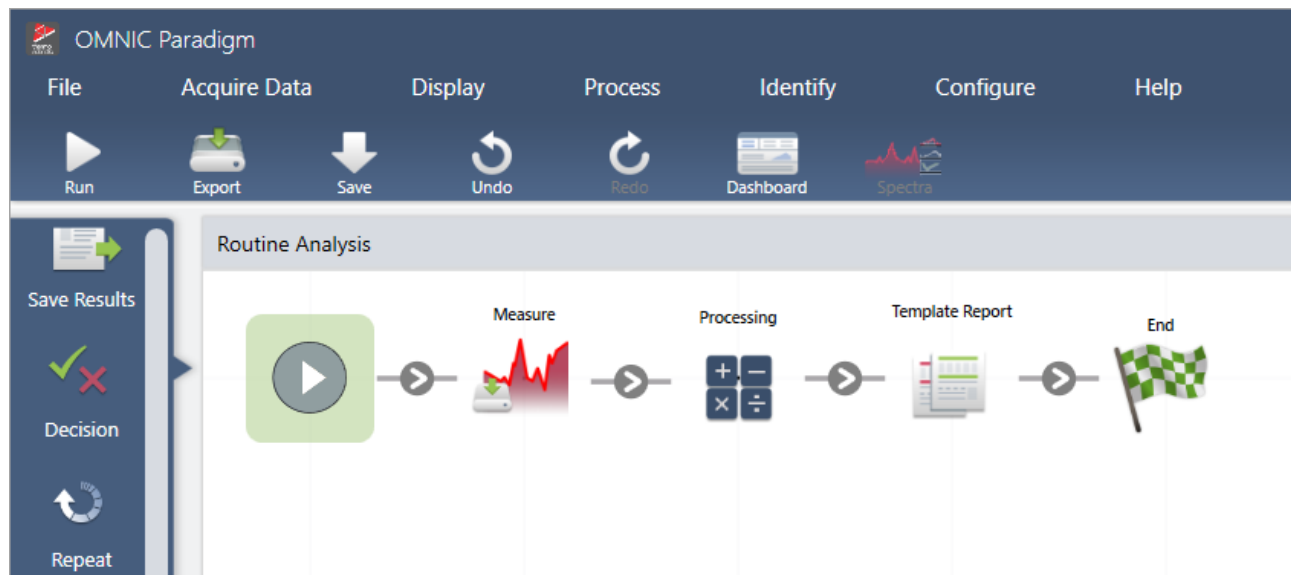 OMNIC Paradigm
File Acquire Data Display Process Identify Configure Help
Run Export Save Undo Redo Dashboard Spectra
Routine Analysis
Save Results
Decision
Repeat
Measure
Processing
Template Report
End